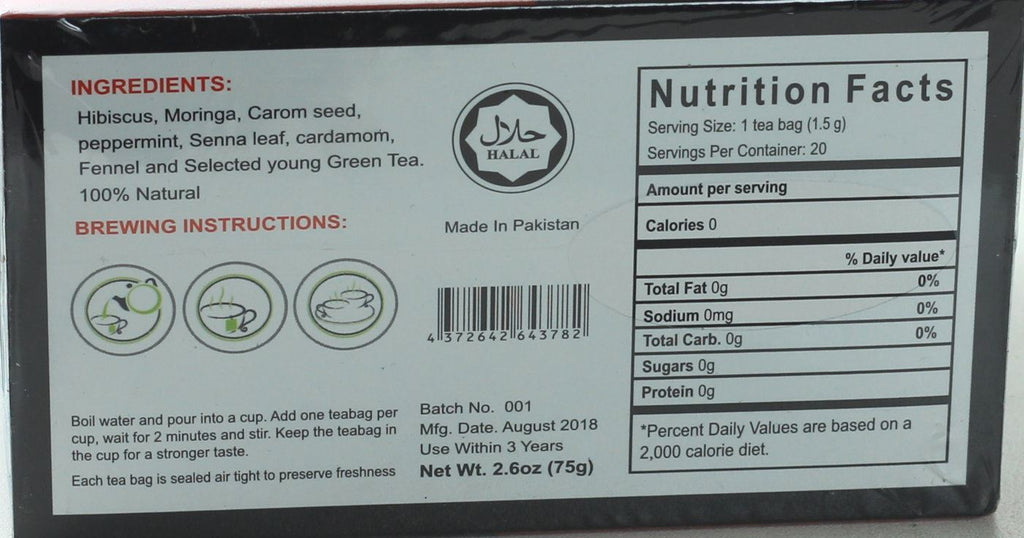 INGREDIENTS:
Hibiscus, Moringa, Carom seed,
peppermint, Senna leaf, cardamom,
Fennel and Selected young Green Tea.
100% Natural
BREWING INSTRUCTIONS:
Boil water and pour into a cup. Add one teabag per
cup, wait for 2 minutes and stir. Keep the teabag in
the cup for a stronger taste.
Each tea bag is sealed air tight to preserve freshness
حلال
HALAL
Made In Pakistan
4 372642 643782
Batch No. 001
Mfg. Date. August 2018
Use Within 3 Years
Net Wt. 2.6oz (75g)
Nutrition Facts
Serving Size: 1 tea bag (1.5 g)
Servings Per Container: 20
Amount per serving
Calories 0
% Daily value*
Total Fat 0g 0%
Sodium 0mg 0%
Total Carb. 0g 0%
Sugars 0g
Protein 0g
*Percent Daily Values are based on a
2,000 calorie diet.